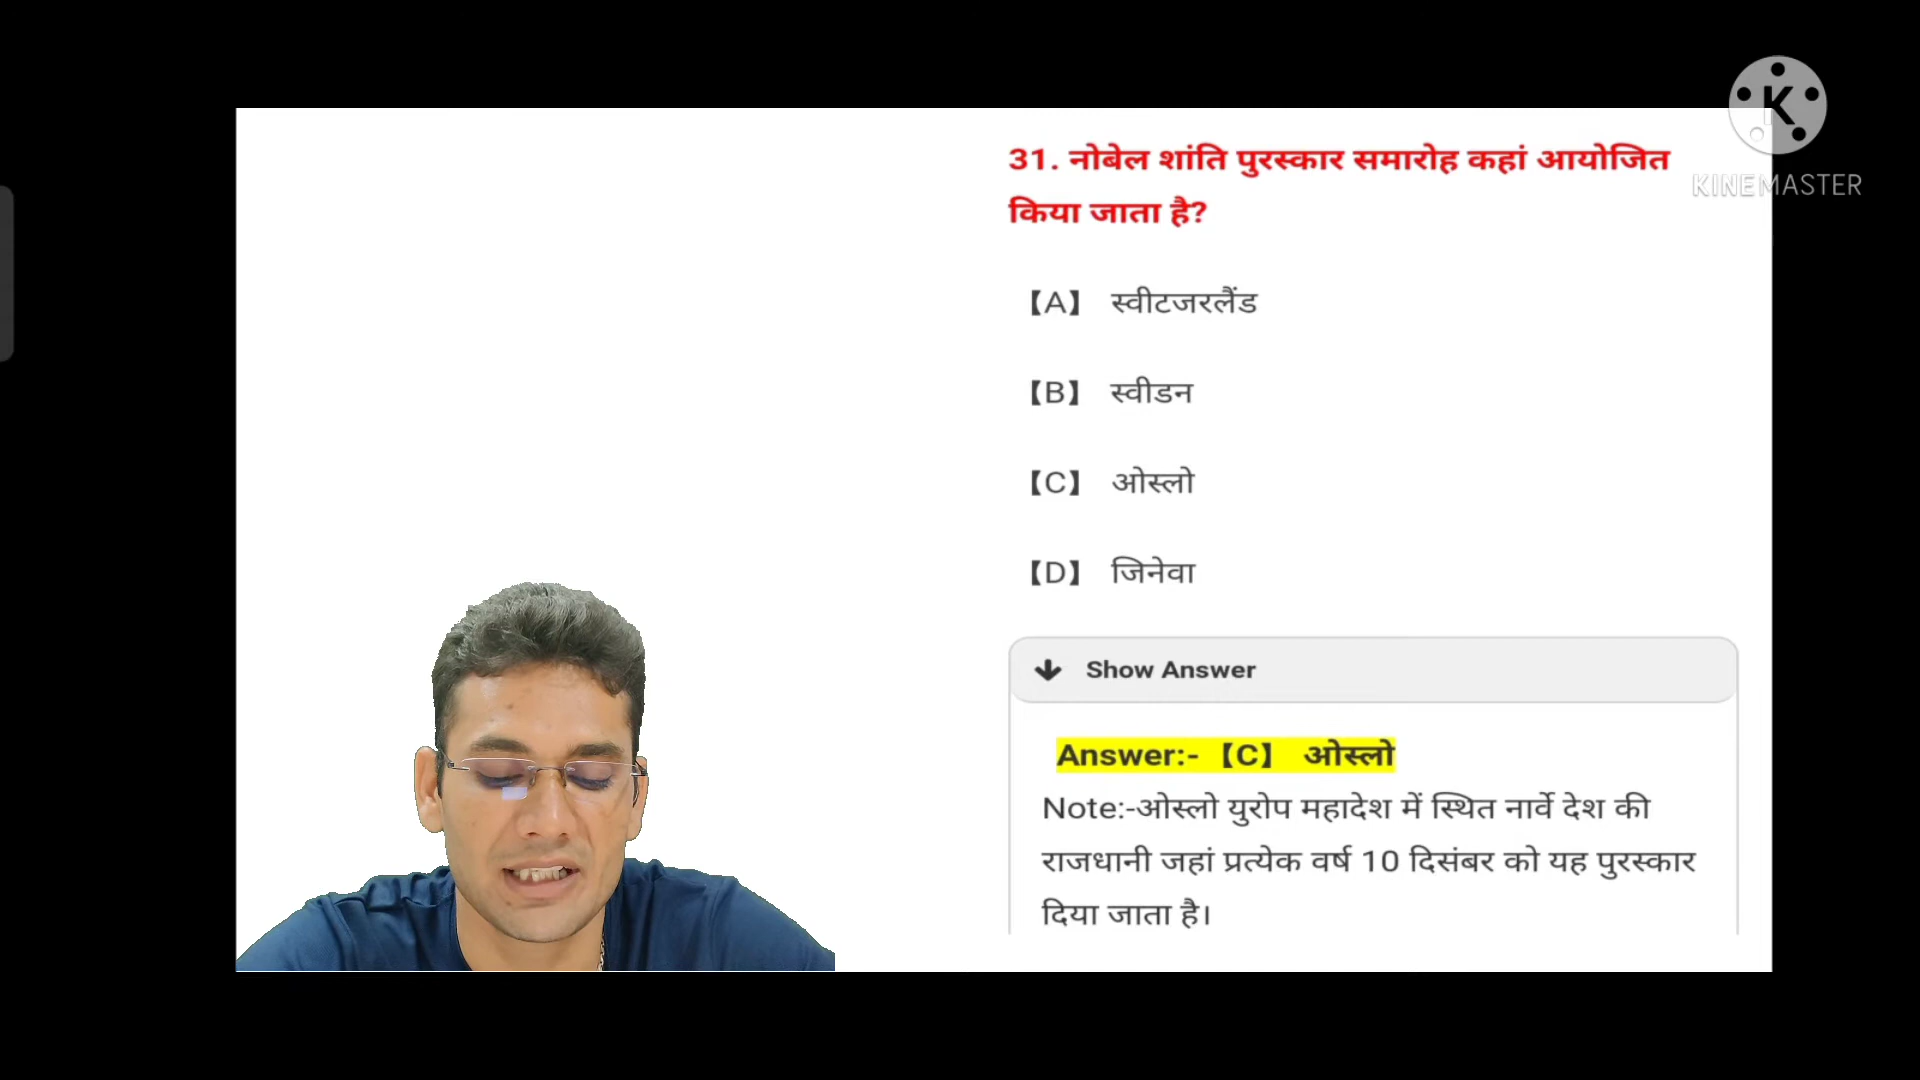 31. नोबेल शांति पुरस्कार समारोह कहां आयोजित
किया जाता है?
【A】 स्वीटजरलैंड
【B】 स्वीडन
【C】 ओस्लो
【D】 जिनेवा
Show Answer
Answer:- 【C】 ओस्लो
Note:-ओस्लो युरोप महादेश में स्थित नार्वे देश की
राजधानी जहां प्रत्येक वर्ष 10 दिसंबर को यह पुरस्कार
दिया जाता है।
K
KINEMASTER